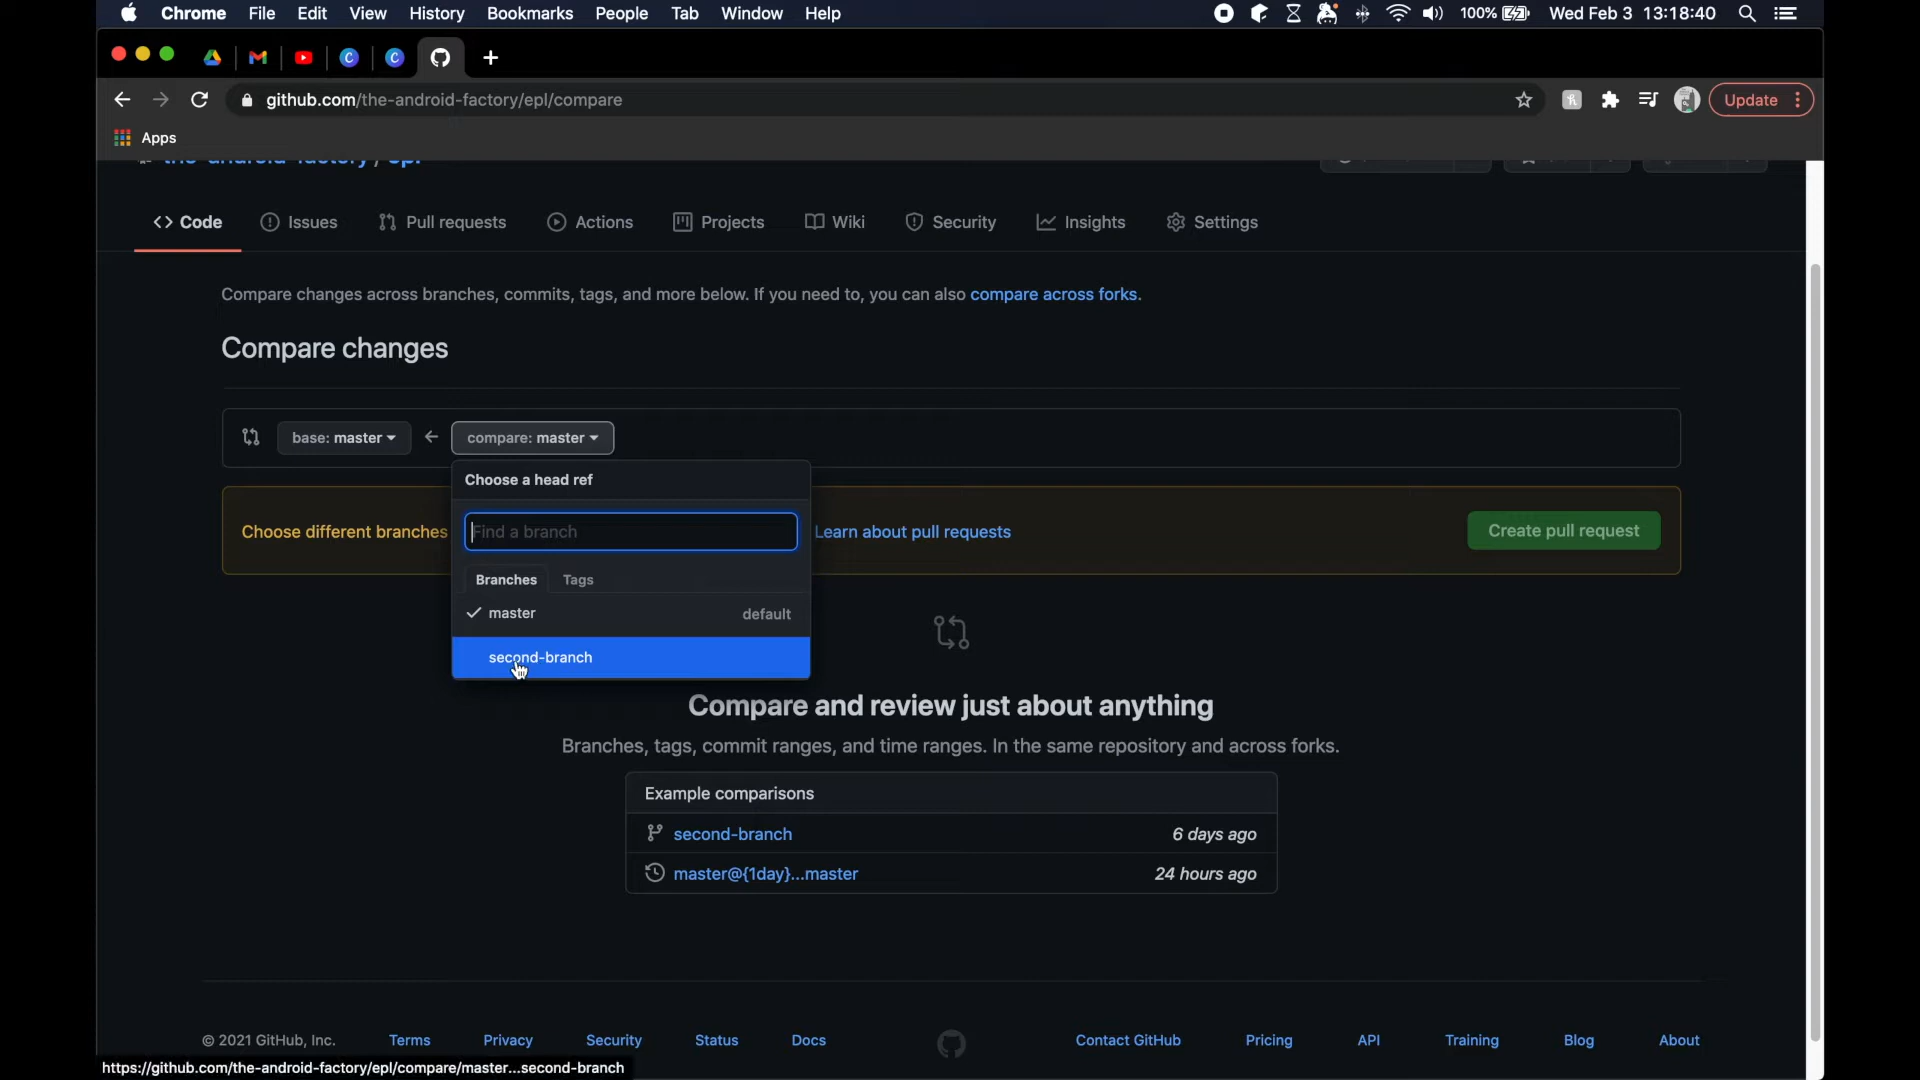 Chrome File Edit View History Bookmarks People Tab Window Help 100% Wed Feb 3 13:18:40
github.com/the-android-factory/epl/compare Update
Apps
the-android-factory / epl
Code Issues Pull requests Actions Projects Wiki Security Insights Settings
Compare changes across branches, commits, tags, and more below. If you need to, you can also compare across forks.
Compare changes
base: master compare: master
Choose a head ref
Choose different branches Find a branch Learn about pull requests Create pull request
Branches Tags
master default
second-branch
Compare and review just about anything
Branches, tags, commit ranges, and time ranges. In the same repository and across forks.
Example comparisons
second-branch 6 days ago
master@{1day}...master 24 hours ago
© 2021 GitHub, Inc. Terms Privacy Security Status Docs Contact GitHub Pricing API Training Blog About
https://github.com/the-android-factory/epl/compare/master...second-branch